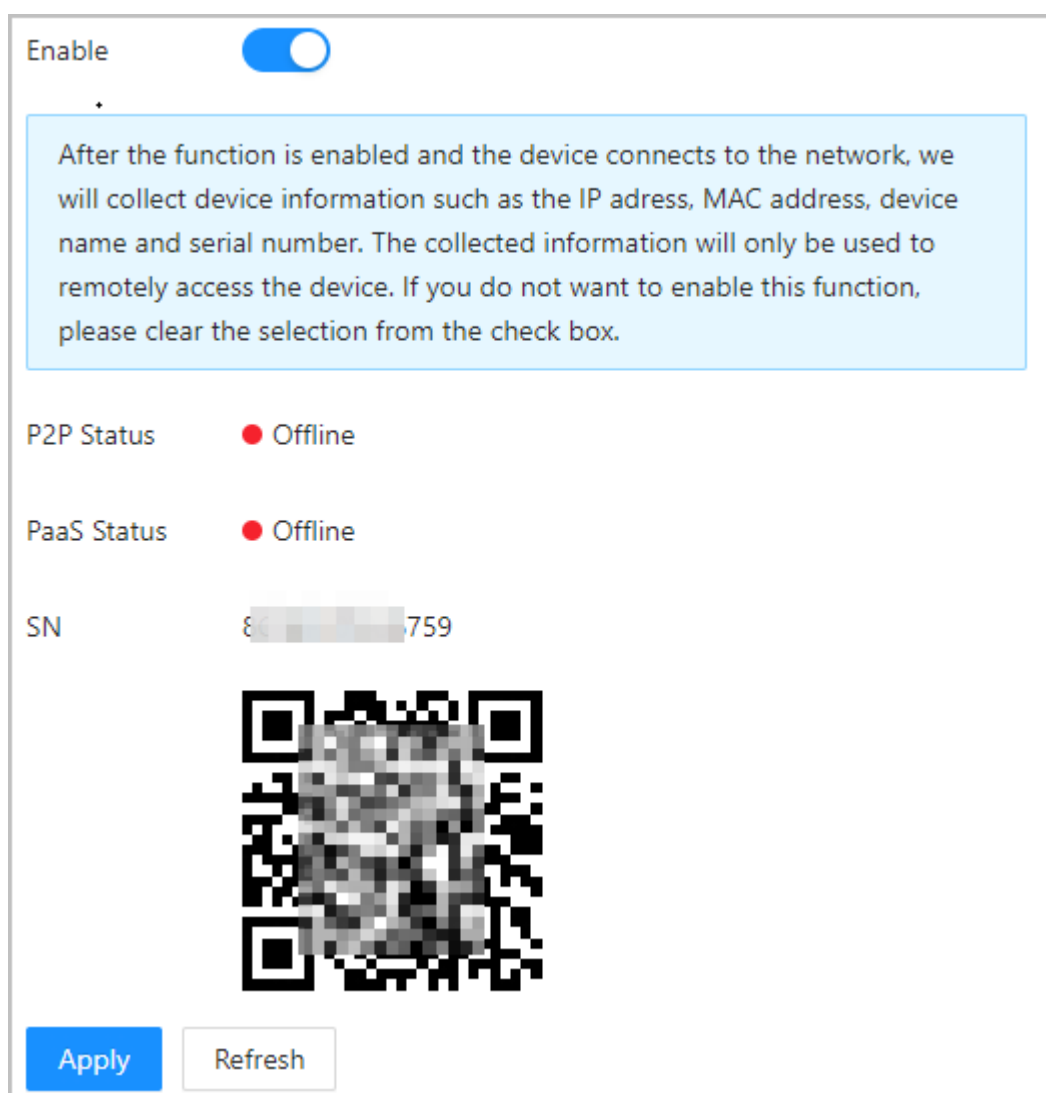 Enable
After the function is enabled and the device connects to the network, we
will collect device information such as the IP adress, MAC address, device
name and serial number. The collected information will only be used to
remotely access the device. If you do not want to enable this function,
please clear the selection from the check box.
P2P Status Offline
PaaS Status Offline
SN 759
Apply Refresh